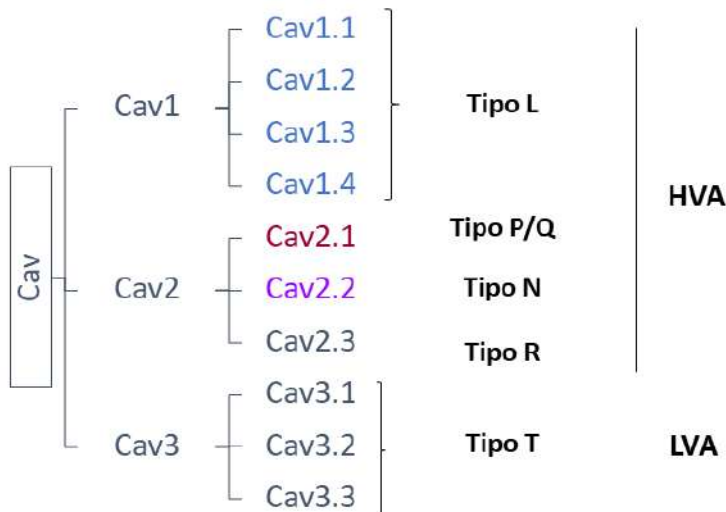 Cav
Cav1
Cav1.1
Cav1.2
Cav1.3
Cav1.4
Tipo L
HVA
Cav2
Cav2.1
Tipo P/Q
Cav2.2
Tipo N
Cav2.3
Tipo R
Cav3
Cav3.1
Cav3.2
Cav3.3
Tipo T
LVA